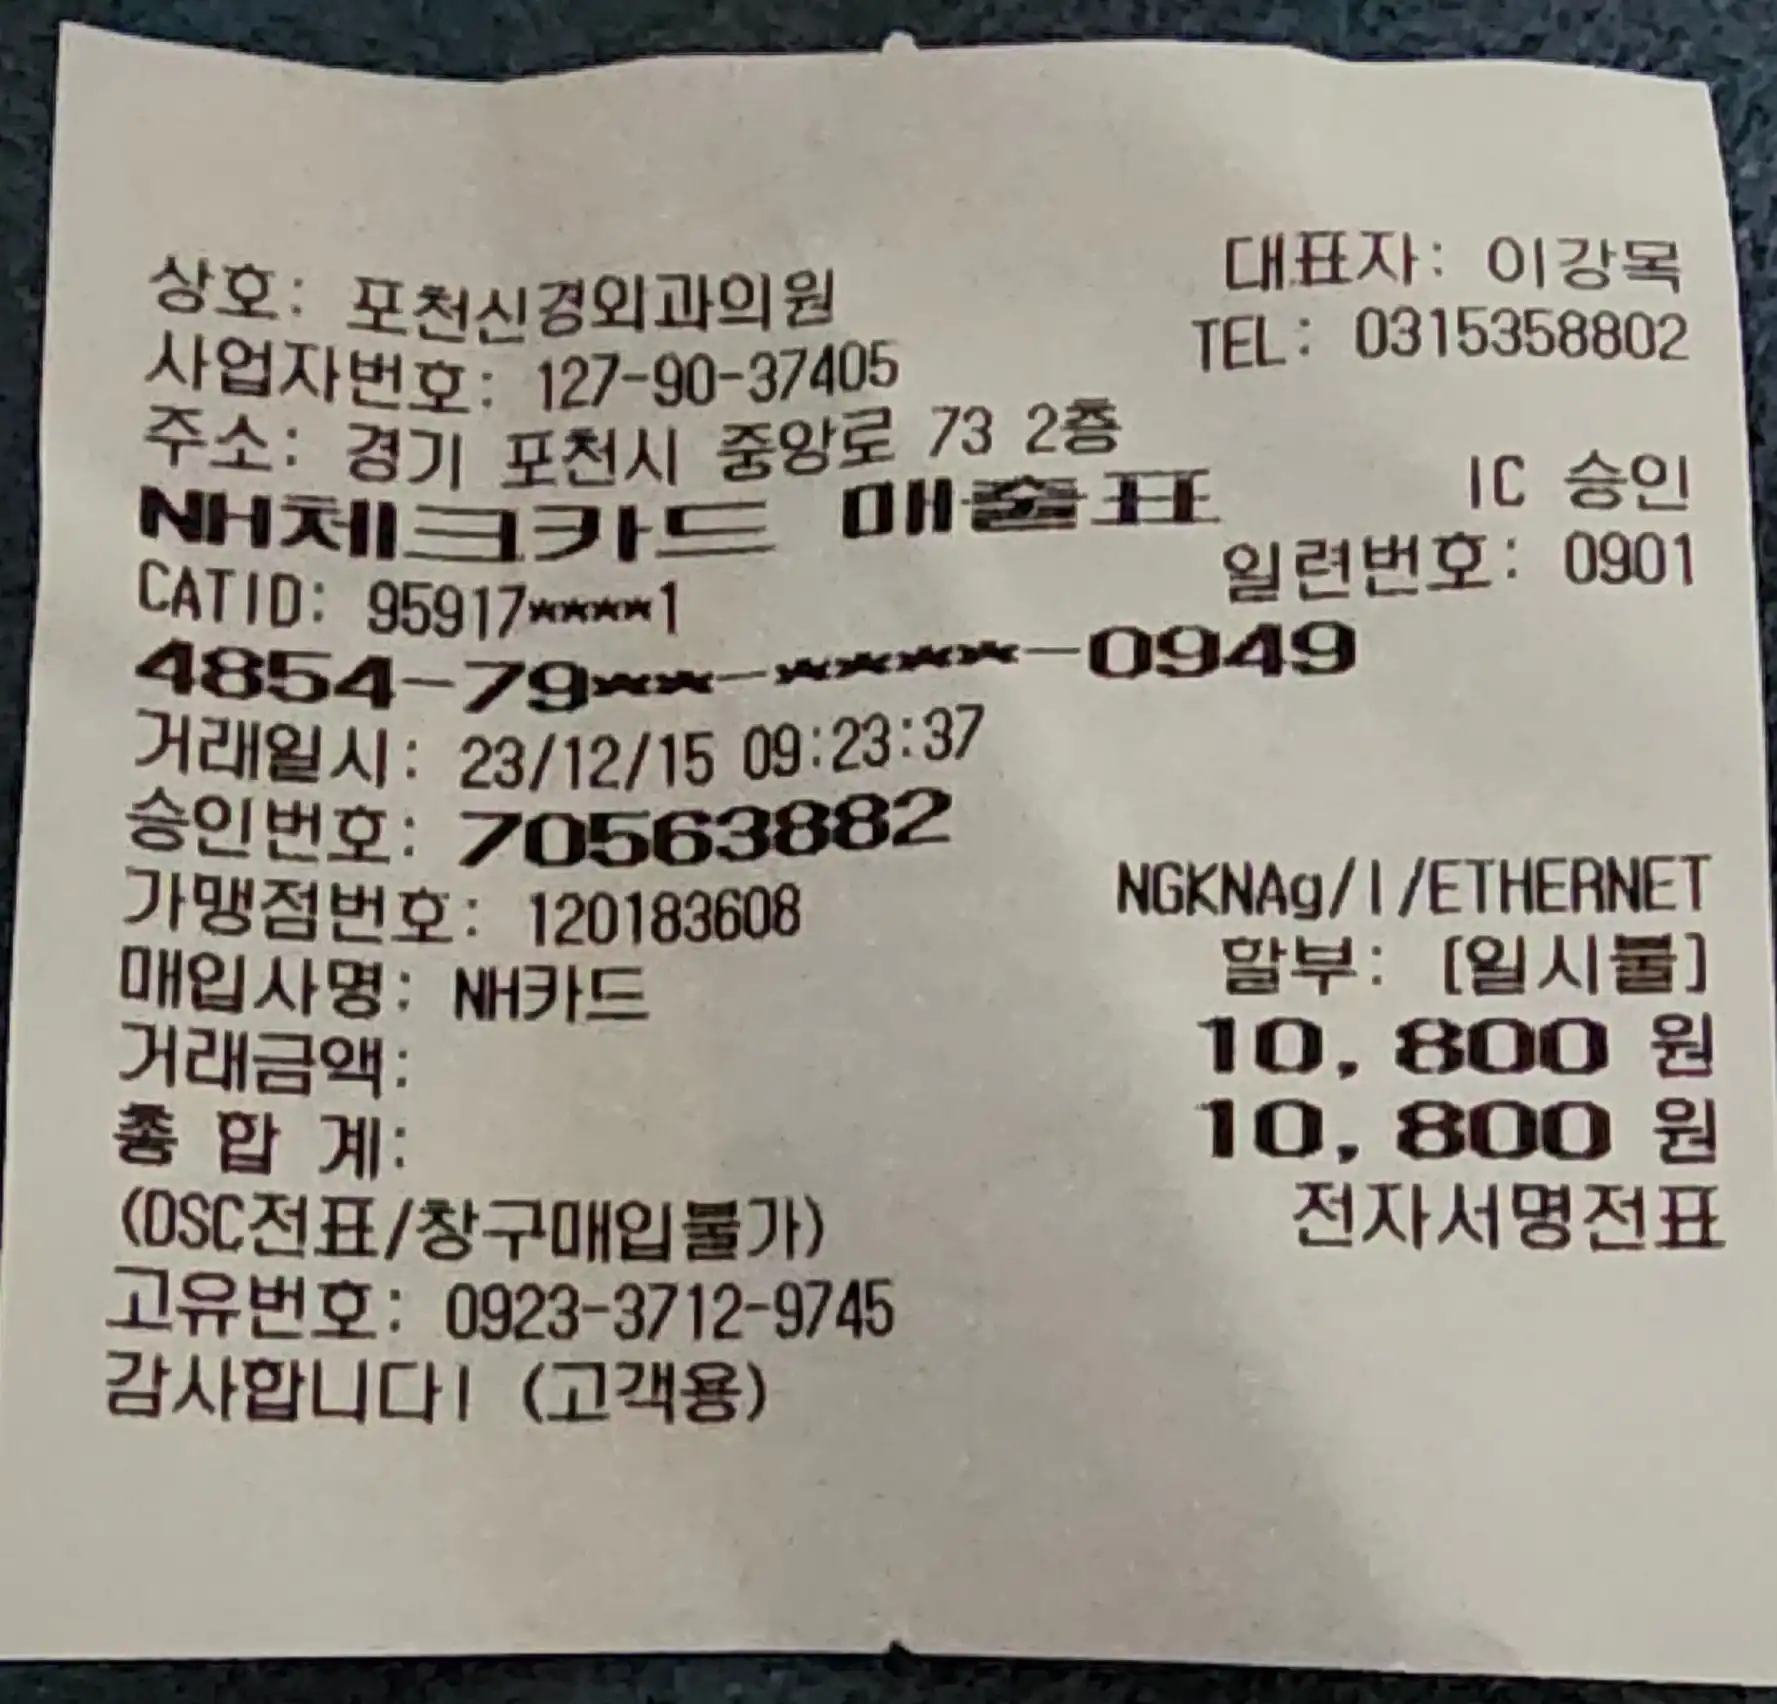 상호: 포천신경외과의원 대표자: 이강목
사업자번호: 127-90-37405 TEL: 0315358802
주소: 경기 포천시 중앙로 73 2층
NH체크카드 매출표 IC 승인
CATID: 95917****1 일련번호: 0901
4854-79**-****-0949
거래일시: 23/12/15 09:23:37
승인번호: 70563882
가맹점번호: 120183608 NGKNAg/I/ETHERNET
매입사명: NH카드 할부: [일시불]
거래금액: 10,800 원
총 합 계: 10,800 원
(DSC전표/창구매입불가) 전자서명전표
고유번호: 0923-3712-9745
감사합니다! (고객용)